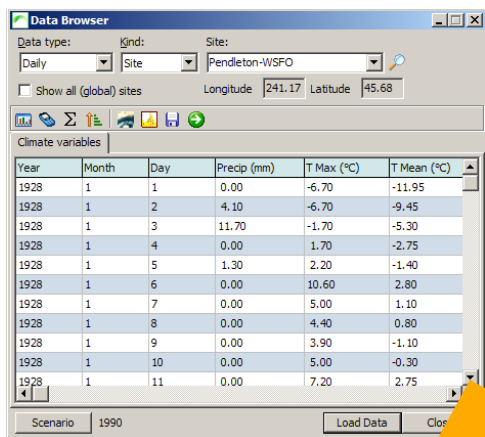 Data Browser
Data type: Kind: Site:
Daily Site Pendleton-WSFO
Show all (global) sites Longitude 241.17 Latitude 45.68
Climate variables
Year Month Day Precip (mm) T Max (°C) T Mean (°C)
1928 1 1 0.00 -6.70 -11.95
1928 1 2 4.10 -6.70 -9.45
1928 1 3 11.70 -1.70 -5.30
1928 1 4 0.00 1.70 -2.75
1928 1 5 1.30 2.20 -1.40
1928 1 6 0.00 10.60 2.80
1928 1 7 0.00 5.00 1.10
1928 1 8 0.00 4.40 0.80
1928 1 9 0.00 3.90 -1.10
1928 1 10 0.00 5.00 -0.30
1928 1 11 0.00 7.20 2.75
Scenario 1990 Load Data Clos